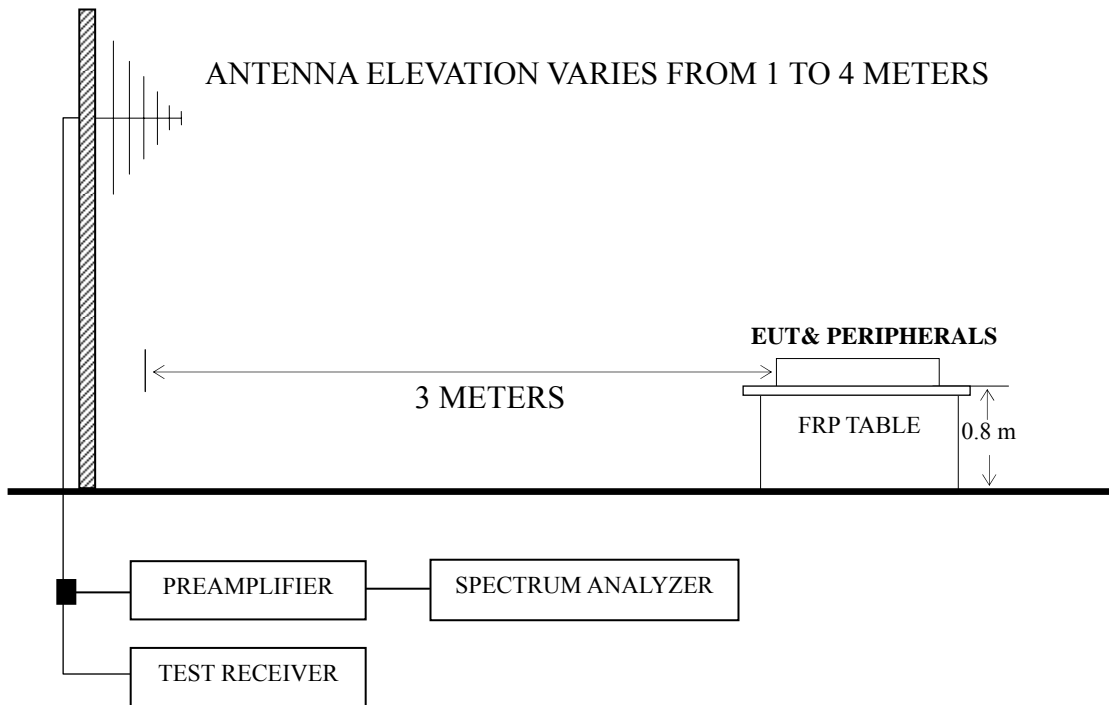 ANTENNA ELEVATION VARIES FROM 1 TO 4 METERS
EUT& PERIPHERALS
3 METERS
FRP TABLE
0.8 m
PREAMPLIFIER
SPECTRUM ANALYZER
TEST RECEIVER